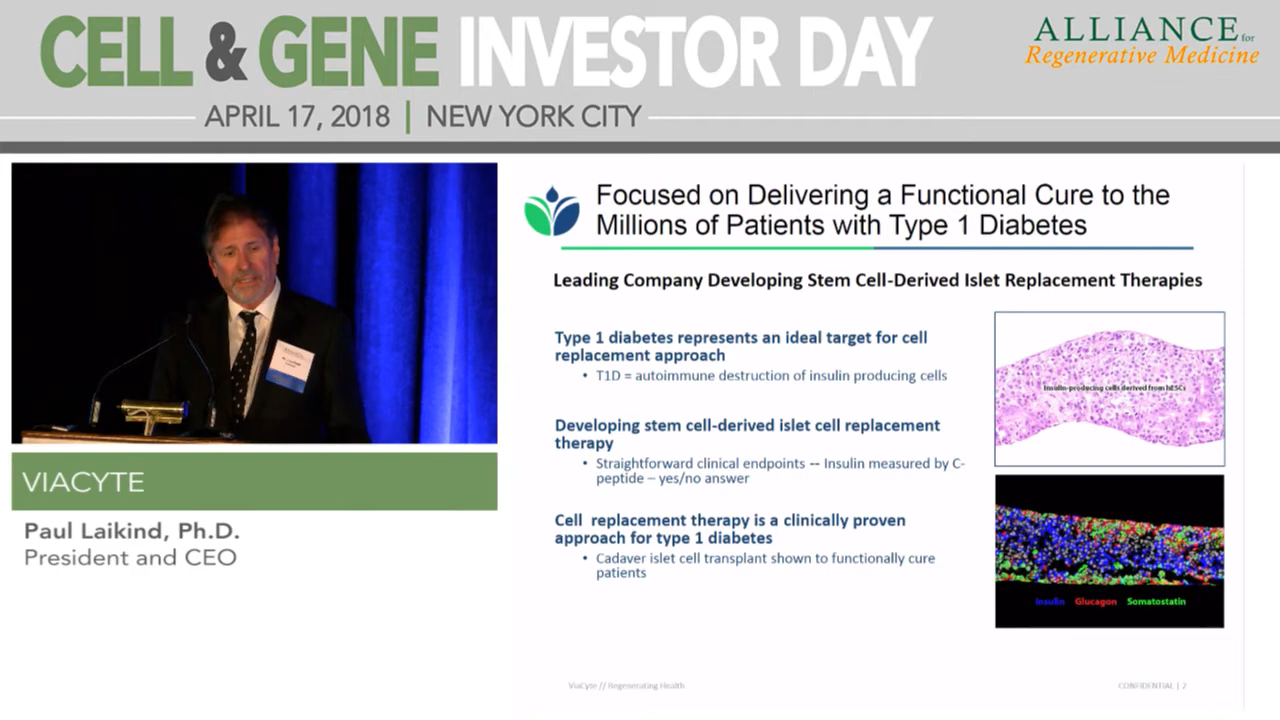 CELL & GENE INVESTOR DAY
APRIL 17, 2018 | NEW YORK CITY
ALLIANCE for
Regenerative Medicine
VIACYTE
Paul Laikind, Ph.D.
President and CEO
Focused on Delivering a Functional Cure to the
Millions of Patients with Type 1 Diabetes
Leading Company Developing Stem Cell-Derived Islet Replacement Therapies
Type 1 diabetes represents an ideal target for cell
replacement approach
• T1D = autoimmune destruction of insulin producing cells
Developing stem cell-derived islet cell replacement
therapy
• Straightforward clinical endpoints -- Insulin measured by C-
peptide – yes/no answer
Cell replacement therapy is a clinically proven
approach for type 1 diabetes
• Cadaver islet cell transplant shown to functionally cure
patients
Insulin-producing cells derived from hESCs
Insulin Glucagon Somatostatin
ViaCyte // Regenerating Health
CONFIDENTIAL | 2